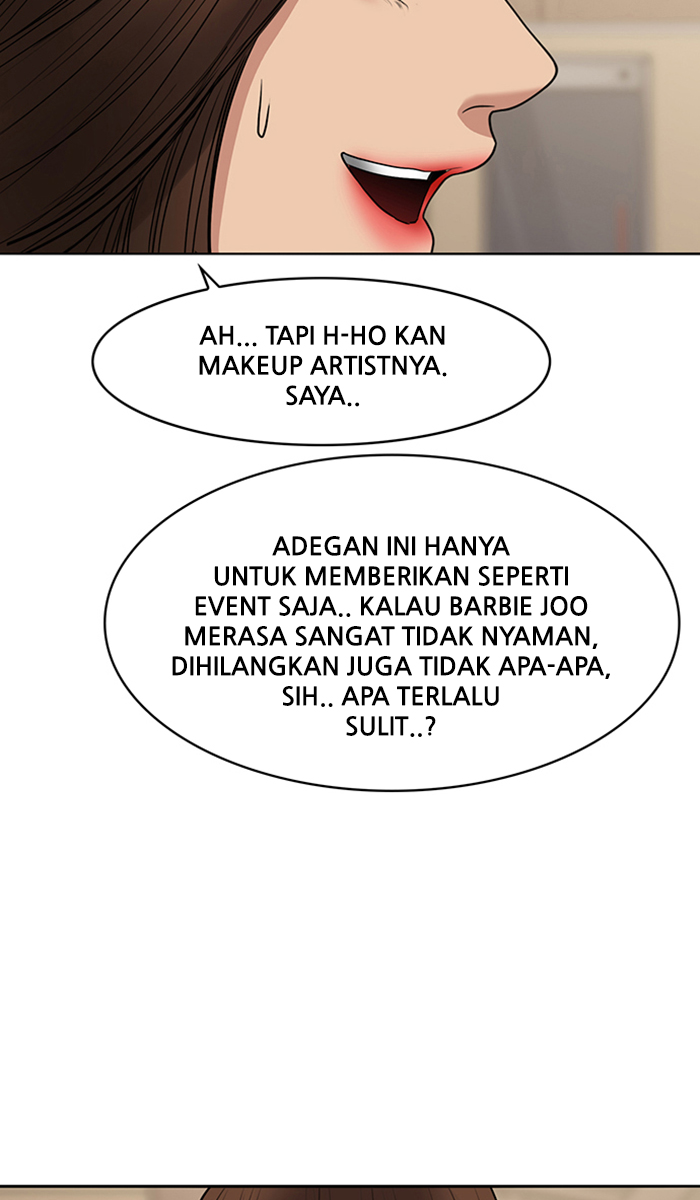 AH... TAPI H-HO KAN
MAKEUP ARTISTNYA.
SAYA..
ADEGAN INI HANYA
UNTUK MEMBERIKAN SEPERTI
EVENT SAJA.. KALAU BARBIE JOO
MERASA SANGAT TIDAK NYAMAN,
DIHILANGKAN JUGA TIDAK APA-APA,
SIH.. APA TERLALU
SULIT..?